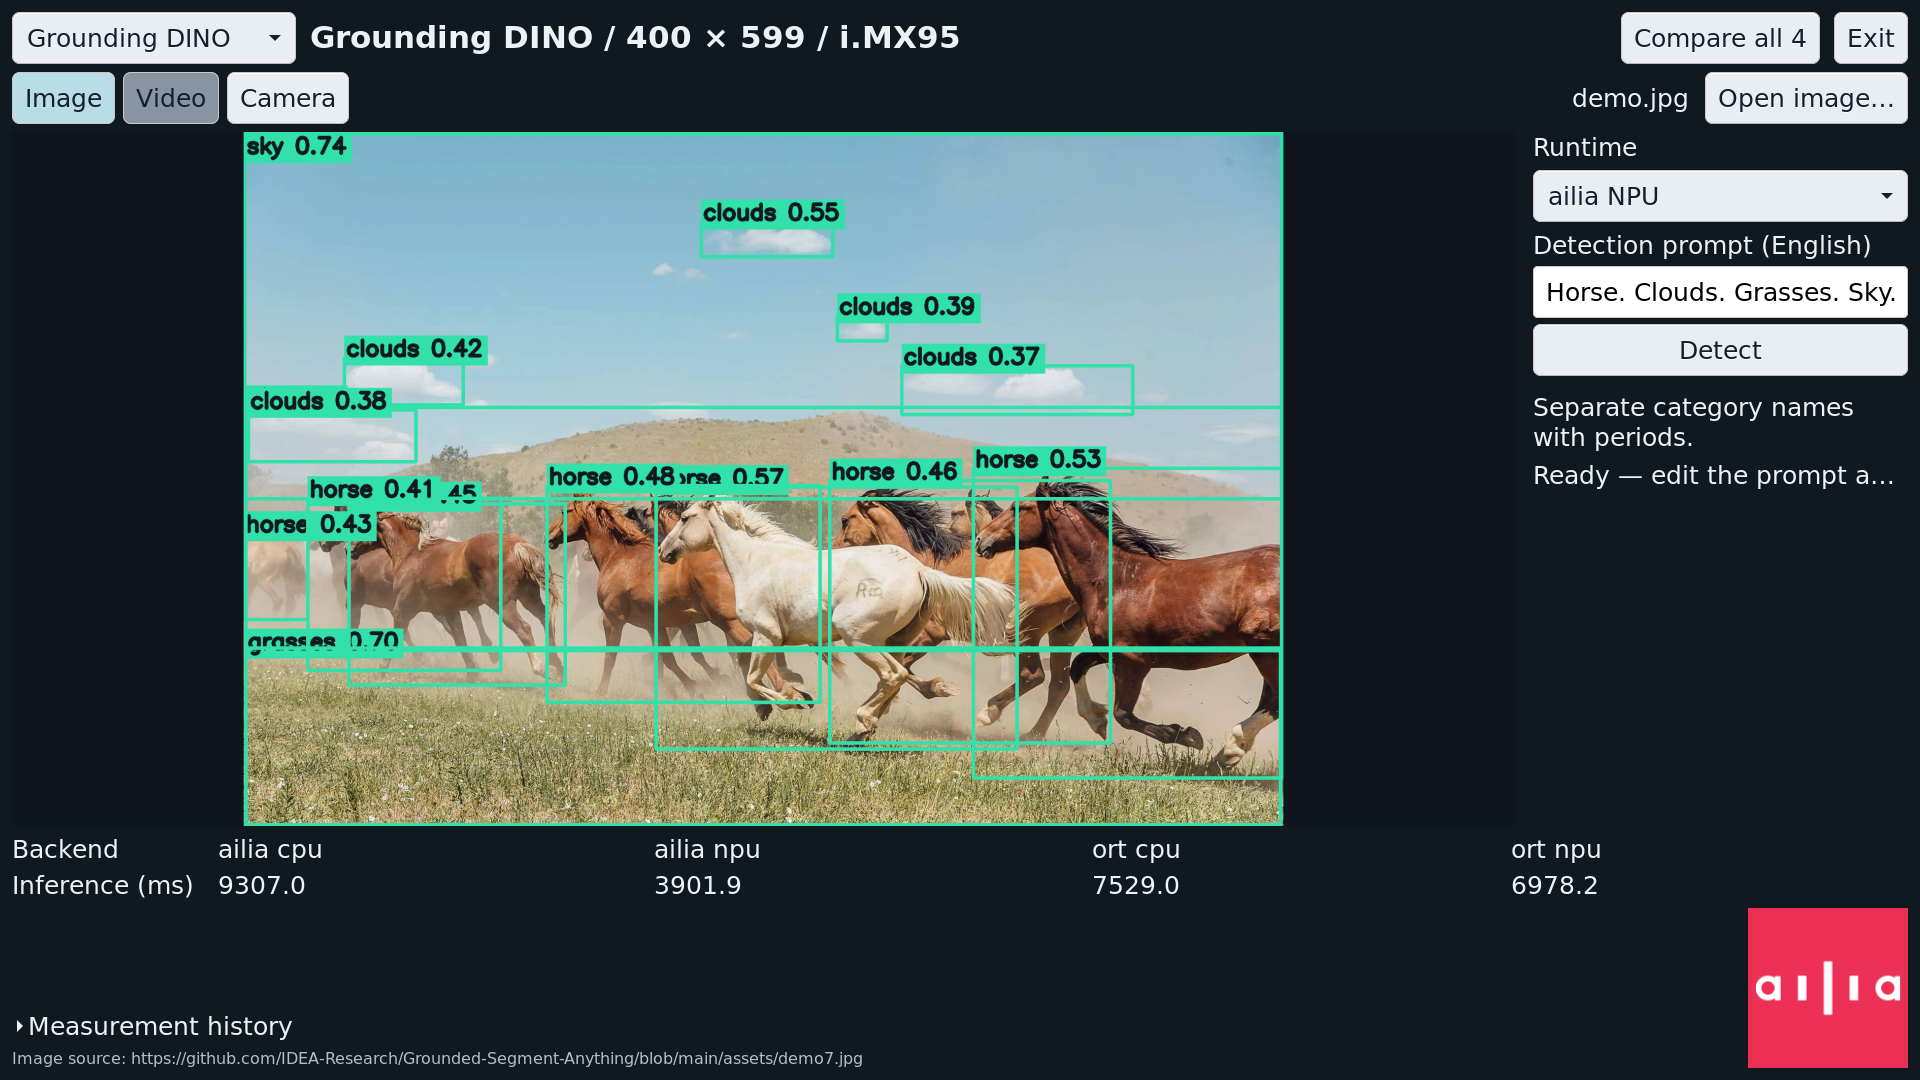 Grounding DINO
Grounding DINO / 400 × 599 / i.MX95
Compare all 4
Exit
Image
Video
Camera
demo.jpg
Open image...
sky 0.74
clouds 0.55
clouds 0.39
clouds 0.42
clouds 0.37
clouds 0.38
horse 0.53
horse 0.46
horse 0.48
0.57
horse 0.41
.45
horse 0.43
grasses 0.70
Runtime
ailia NPU
Detection prompt (English)
Horse. Clouds. Grasses. Sky.
Detect
Separate category names
with periods.
Ready — edit the prompt a...
Backend
ailia cpu
ailia npu
ort cpu
ort npu
Inference (ms)
9307.0
3901.9
7529.0
6978.2
ailia
Measurement history
Image source: https://github.com/IDEA-Research/Grounded-Segment-Anything/blob/main/assets/demo7.jpg